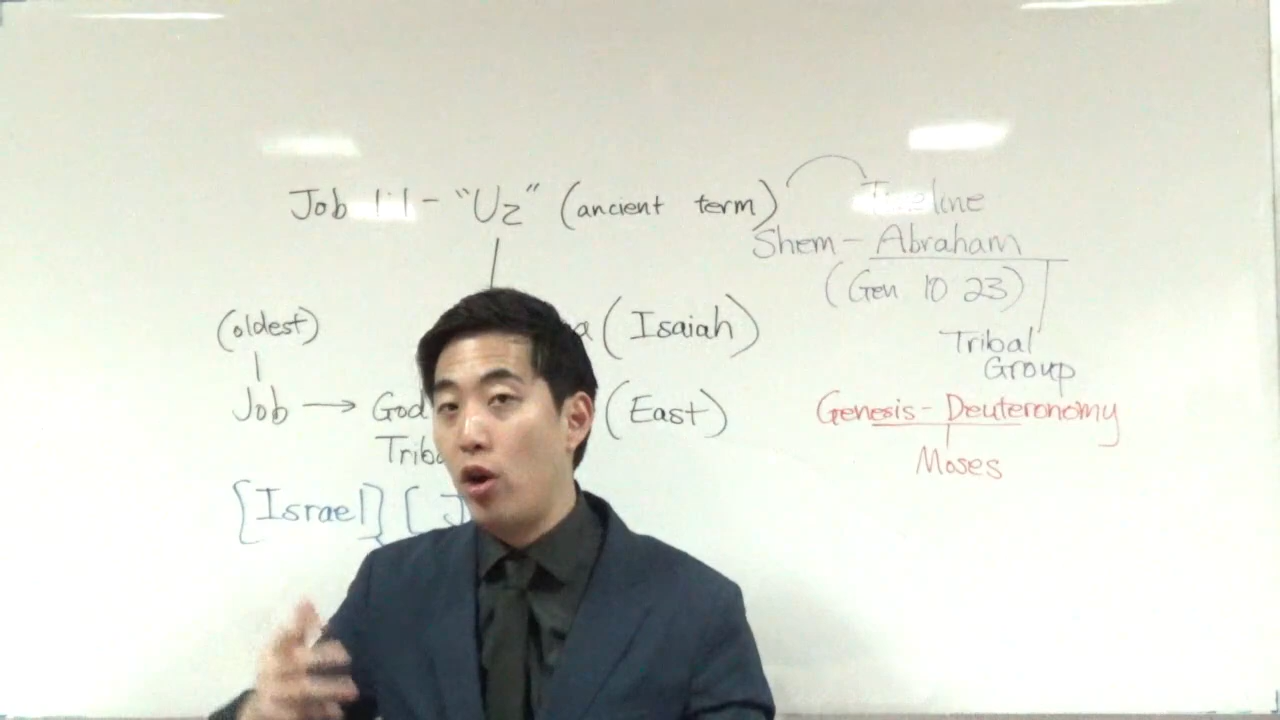 Job 1:1 - "Uz" (ancient term)
Timeline
Shem - Abraham
(Gen 10 23)
Tribal
Group
(oldest)
(Isaiah)
Job → God
(East)
Genesis - Deuteronomy
Moses
{Israel} [